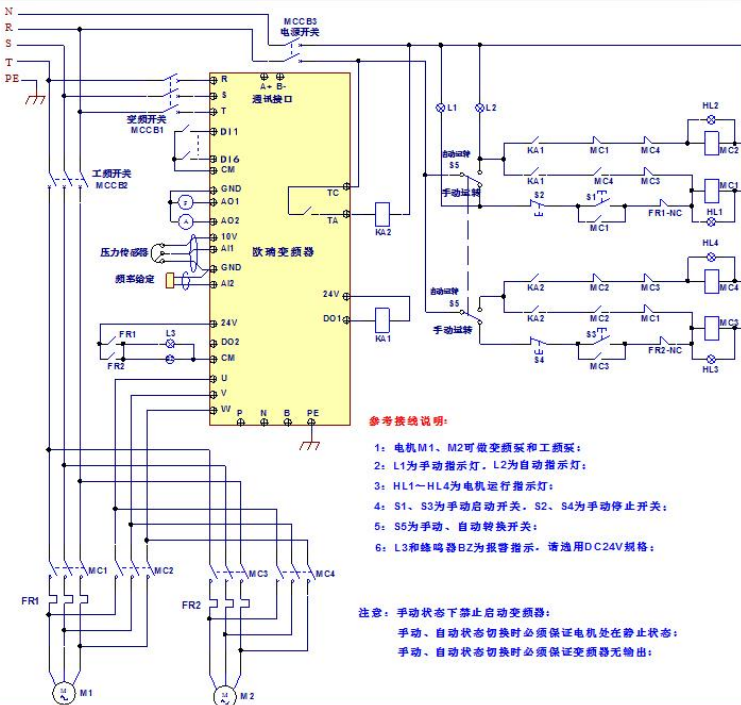 N
R
S
T
PE
MCCB3
电源开关
R
S
T
A+ B-
通讯接口
变频开关
MCCB1
DI1
DI6
CM
工频开关
MCCB2
GND
AO1
AO2
10V
AI1
GND
AI2
F
A
压力传感器
频率给定
欧瑞变频器
TC
TA
KA2
24V
DO1
KA1
24V
DO2
CM
U
V
W
FR1
FR2
L3
P N B PE
L1
L2
自动运转
S5
手动运转
KA1 MC1 MC4
HL2
MC2
KA1 MC4 MC3
MC1
S2
S1
MC1
FR1-NC
HL1
自动运转
S5
手动运转
KA2 MC2 MC3
HL4
MC4
KA2 MC2 MC1
MC3
S4
S3
MC3
FR2-NC
HL3
参考接线说明:
1: 电机M1、M2可做变频泵和工频泵;
2: L1为手动指示灯，L2为自动指示灯;
3: HL1~HL4为电机运行指示灯;
4: S1、S3为手动启动开关，S2、S4为手动停止开关;
5: S5为手动、自动转换开关;
6: L3和蜂鸣器BZ为报警指示，请选用DC24V规格;
MC1
MC2
MC3
MC4
FR1
FR2
M
~
M1
M
~
M2
注意: 手动状态下禁止启动变频器;
手动、自动状态切换时必须保证电机处在静止状态;
手动、自动状态切换时必须保证变频器无输出;